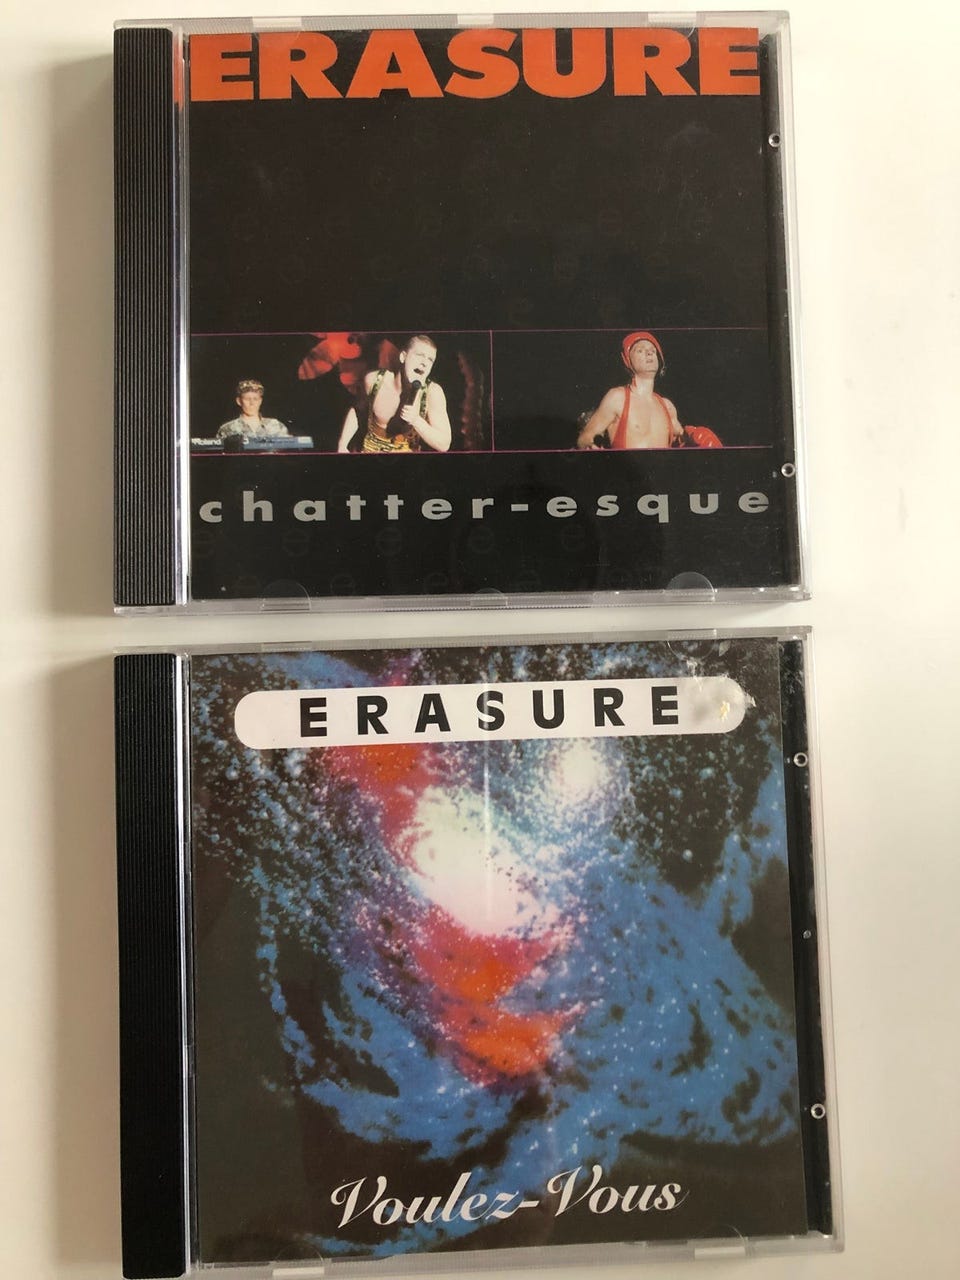 ERASURE
Roland
chatter-esque
ERASURE
Voulez-Vous